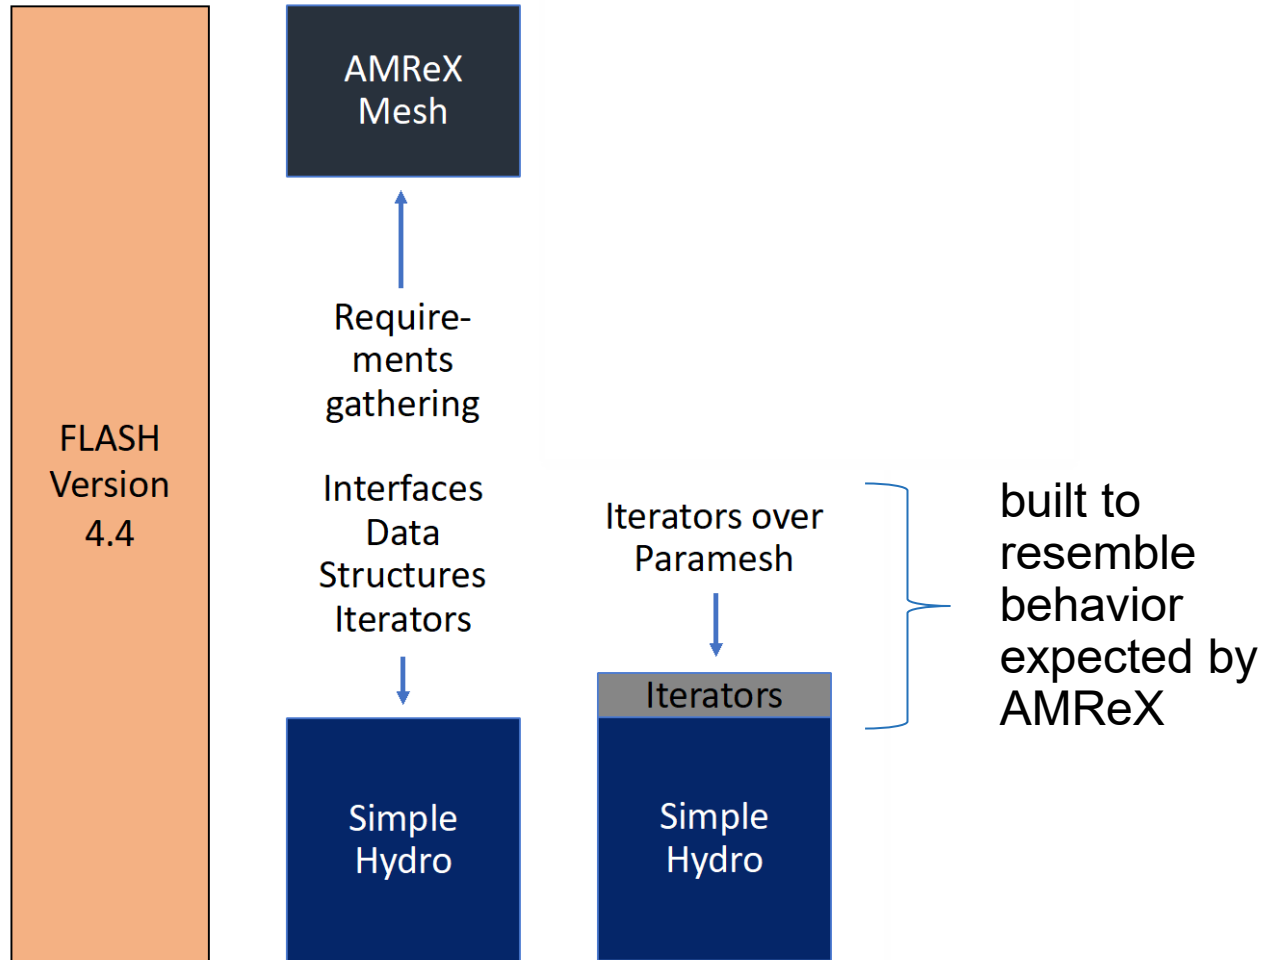 FLASH
Version
4.4
AMReX
Mesh
Require-
ments
gathering
Interfaces
Data
Structures
Iterators
Simple
Hydro
Iterators over
Paramesh
Iterators
Simple
Hydro
built to
resemble
behavior
expected by
AMReX